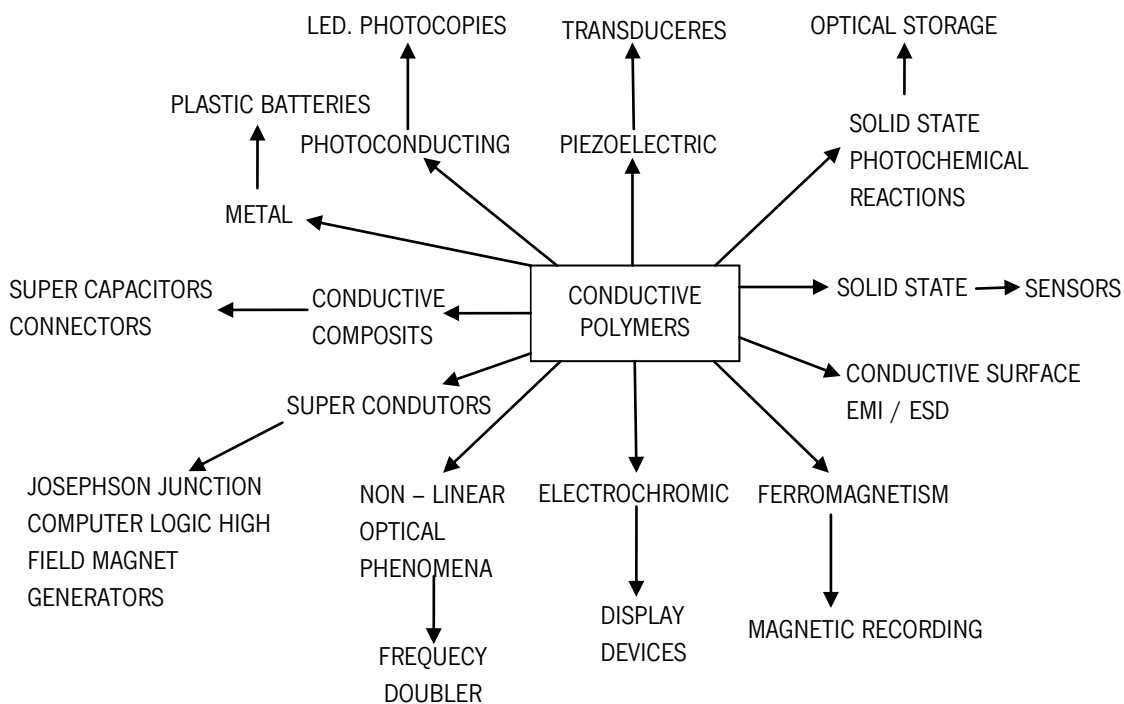 LED. PHOTOCOPIES
TRANSDUCERES
OPTICAL STORAGE
PLASTIC BATTERIES
PHOTOCONDUCTING
PIEZOELECTRIC
SOLID STATE
PHOTOCHEMICAL
REACTIONS
METAL
SUPER CAPACITORS
CONNECTORS
CONDUCTIVE
COMPOSITS
CONDUCTIVE
POLYMERS
SOLID STATE
SENSORS
CONDUCTIVE SURFACE
EMI / ESD
SUPER CONDUTORS
JOSEPHSON JUNCTION
COMPUTER LOGIC HIGH
FIELD MAGNET
GENERATORS
NON – LINEAR
OPTICAL
PHENOMENA
ELECTROCHROMIC
FERROMAGNETISM
FREQUECY
DOUBLER
DISPLAY
DEVICES
MAGNETIC RECORDING